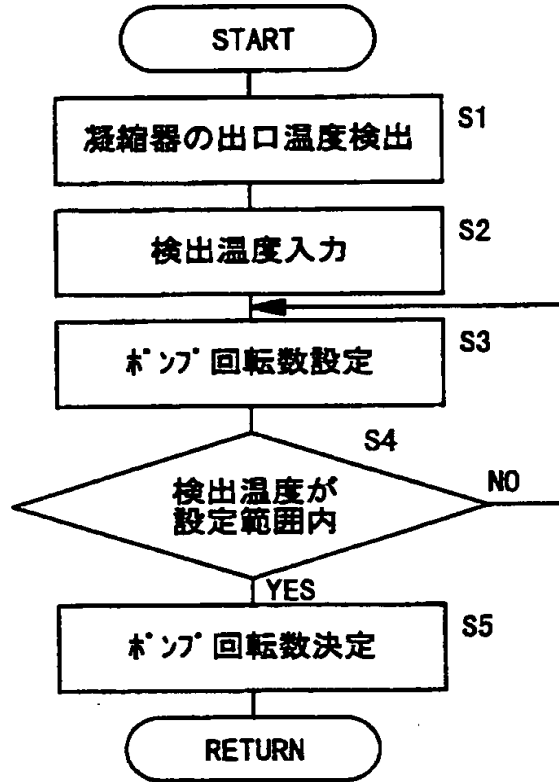 START
凝縮器の出口温度検出
S1
検出温度入力
S2
ポンプ回転数設定
S3
S4
検出温度が
設定範囲内
NO
YES
ポンプ回転数決定
S5
RETURN